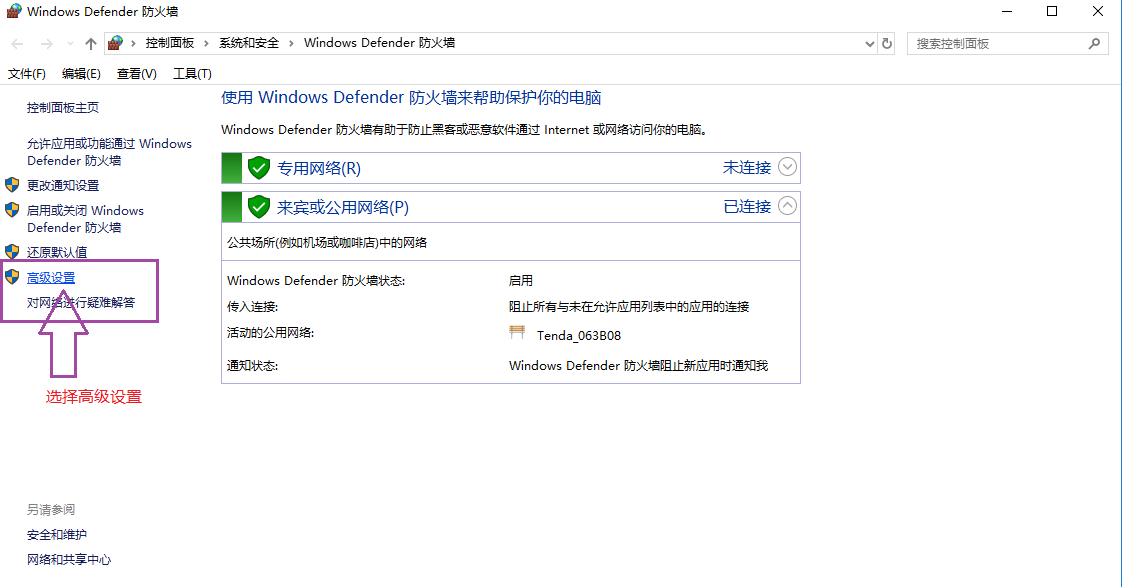 Windows Defender 防火墙
控制面板 › 系统和安全 › Windows Defender 防火墙
搜索控制面板
文件(F) 编辑(E) 查看(V) 工具(T)
控制面板主页
允许应用或功能通过 Windows
Defender 防火墙
更改通知设置
启用或关闭 Windows
Defender 防火墙
还原默认值
高级设置
对网络进行疑难解答
选择高级设置
另请参阅
安全和维护
网络和共享中心
使用 Windows Defender 防火墙来帮助保护你的电脑
Windows Defender 防火墙有助于防止黑客或恶意软件通过 Internet 或网络访问你的电脑。
专用网络(R) 未连接
来宾或公用网络(P) 已连接
公共场所(例如机场或咖啡店)中的网络
Windows Defender 防火墙状态: 启用
传入连接: 阻止所有与未在允许应用列表中的应用的连接
活动的公用网络: Tenda_063B08
通知状态: Windows Defender 防火墙阻止新应用时通知我